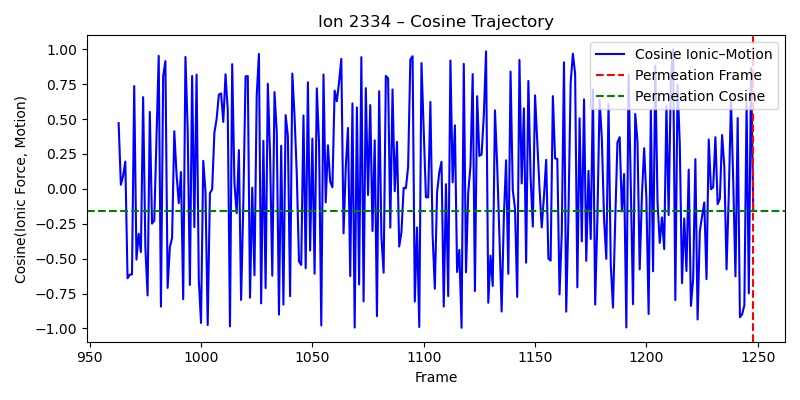 Ion 2334 – Cosine Trajectory
Cosine Ionic–Motion
Permeation Frame
Permeation Cosine
Cosine(Ionic Force, Motion)
1.00
0.75
0.50
0.25
0.00
−0.25
−0.50
−0.75
−1.00
950
1000
1050
1100
1150
1200
1250
Frame